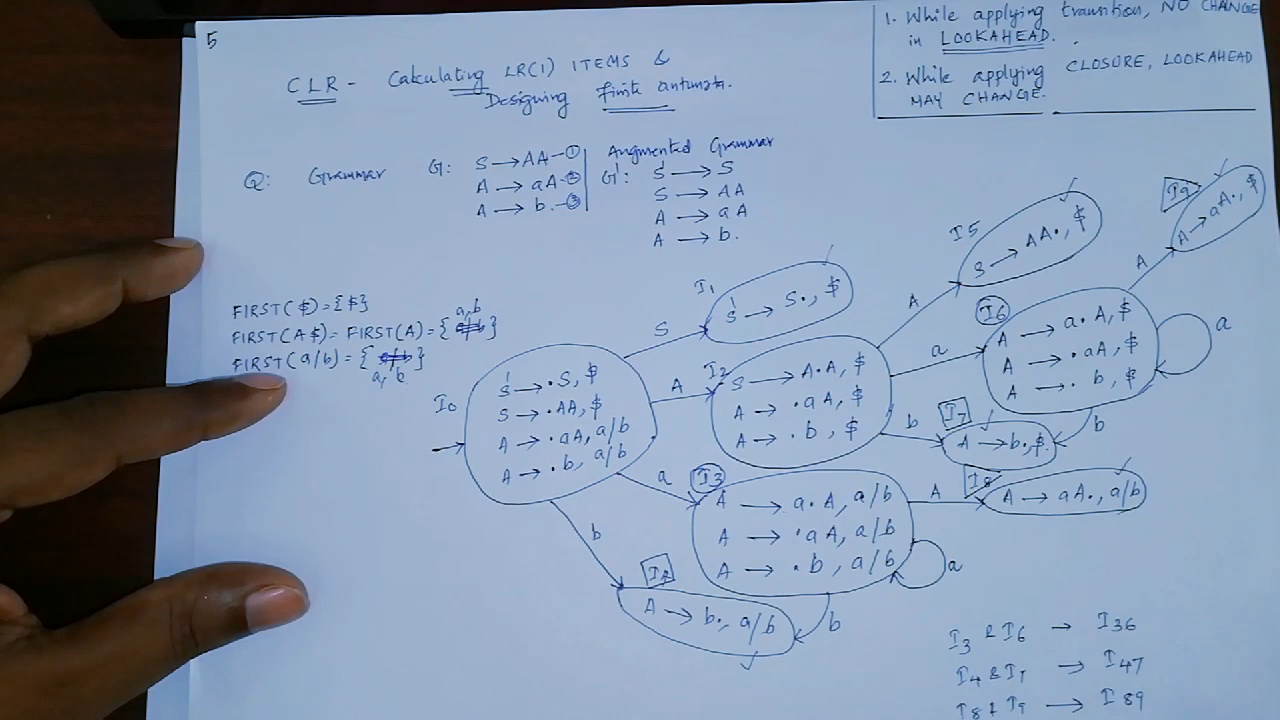 5
1. While applying transition, NO CHANGE
in LOOKAHEAD.
2. While applying CLOSURE, LOOKAHEAD
MAY CHANGE.
CLR - Calculating LR(1) ITEMS &
Designing finite automata.
Q: Grammar G: S → AA - ①
A → aA - ②
A → b. - ③
Augmented Grammar
G': S' → S
S → AA
A → aA
A → b.
FIRST($) = {$}
FIRST(A$) = FIRST(A) = {a,b}
FIRST(a/b) = {a,b}
I0
S' → ·S, $
S → ·AA, $
A → ·aA, a/b
A → ·b, a/b
S
I1
S' → S·, $
A
I2
S → A·A, $
A → ·aA, $
A → ·b, $
a
I3
A → a·A, a/b
A → ·aA, a/b
A → ·b, a/b
a
b
b
I4
A → b·, a/b
A
I5
S → AA·, $
a
I6
A → a·A, $
A → ·aA, $
A → ·b, $
a
b
b
I7
A → b·, $
A
I8
A → aA·, a/b
A
I9
A → aA·, $
I3 & I6 → I36
I4 & I7 → I47
I8 & I9 → I89